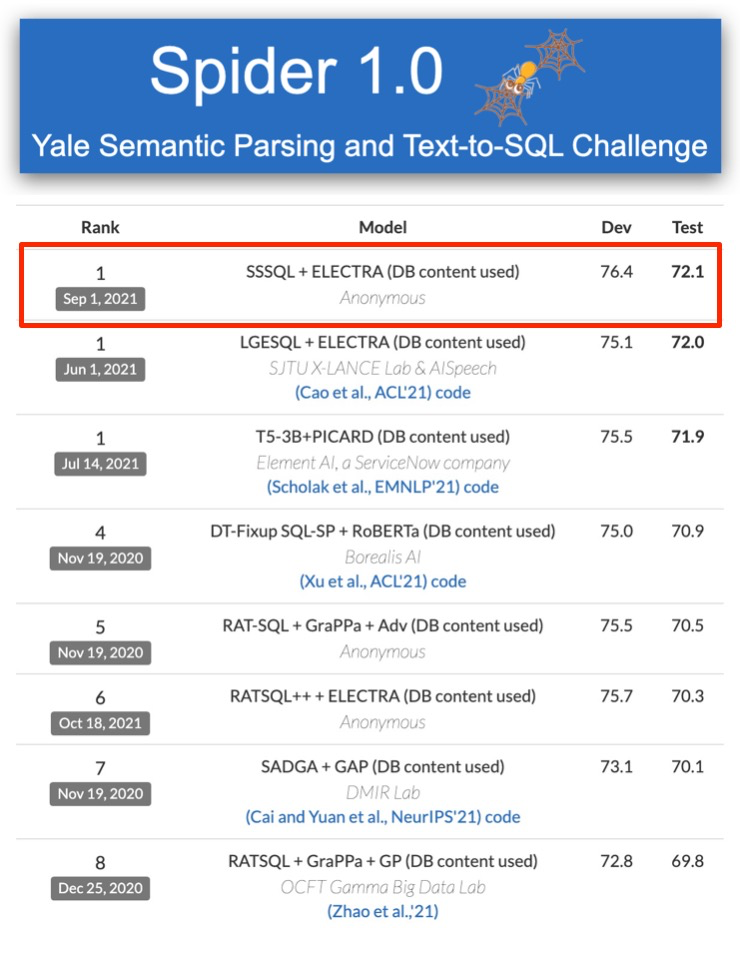 Spider 1.0
Yale Semantic Parsing and Text-to-SQL Challenge
Rank Model Dev Test
1 SSSQL + ELECTRA (DB content used) 76.4 72.1
Sep 1, 2021 Anonymous
1 LGESQL + ELECTRA (DB content used) 75.1 72.0
Jun 1, 2021 SJTU X-LANCE Lab & AISpeech
(Cao et al., ACL'21) code
1 T5-3B+PICARD (DB content used) 75.5 71.9
Jul 14, 2021 Element AI, a ServiceNow company
(Scholak et al., EMNLP'21) code
4 DT-Fixup SQL-SP + RoBERTa (DB content used) 75.0 70.9
Nov 19, 2020 Borealis AI
(Xu et al., ACL'21) code
5 RAT-SQL + GraPPa + Adv (DB content used) 75.5 70.5
Nov 19, 2020 Anonymous
6 RATSQL++ + ELECTRA (DB content used) 75.7 70.3
Oct 18, 2021 Anonymous
7 SADGA + GAP (DB content used) 73.1 70.1
Nov 19, 2020 DMIR Lab
(Cai and Yuan et al., NeurIPS'21) code
8 RATSQL + GraPPa + GP (DB content used) 72.8 69.8
Dec 25, 2020 OCFT Gamma Big Data Lab
(Zhao et al.,'21)